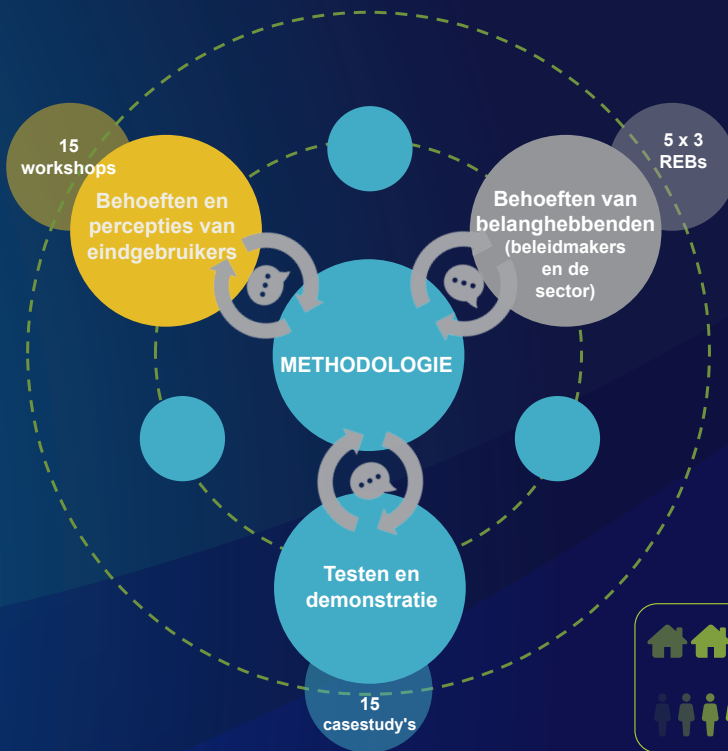 15
workshops
Behoeften en
percepties van
eindgebruikers
5 x 3
REBs
Behoeften van
belanghebbenden
(beleidmakers
en de
sector)
METHODOLOGIE
Testen en
demonstratie
15
casestudy's